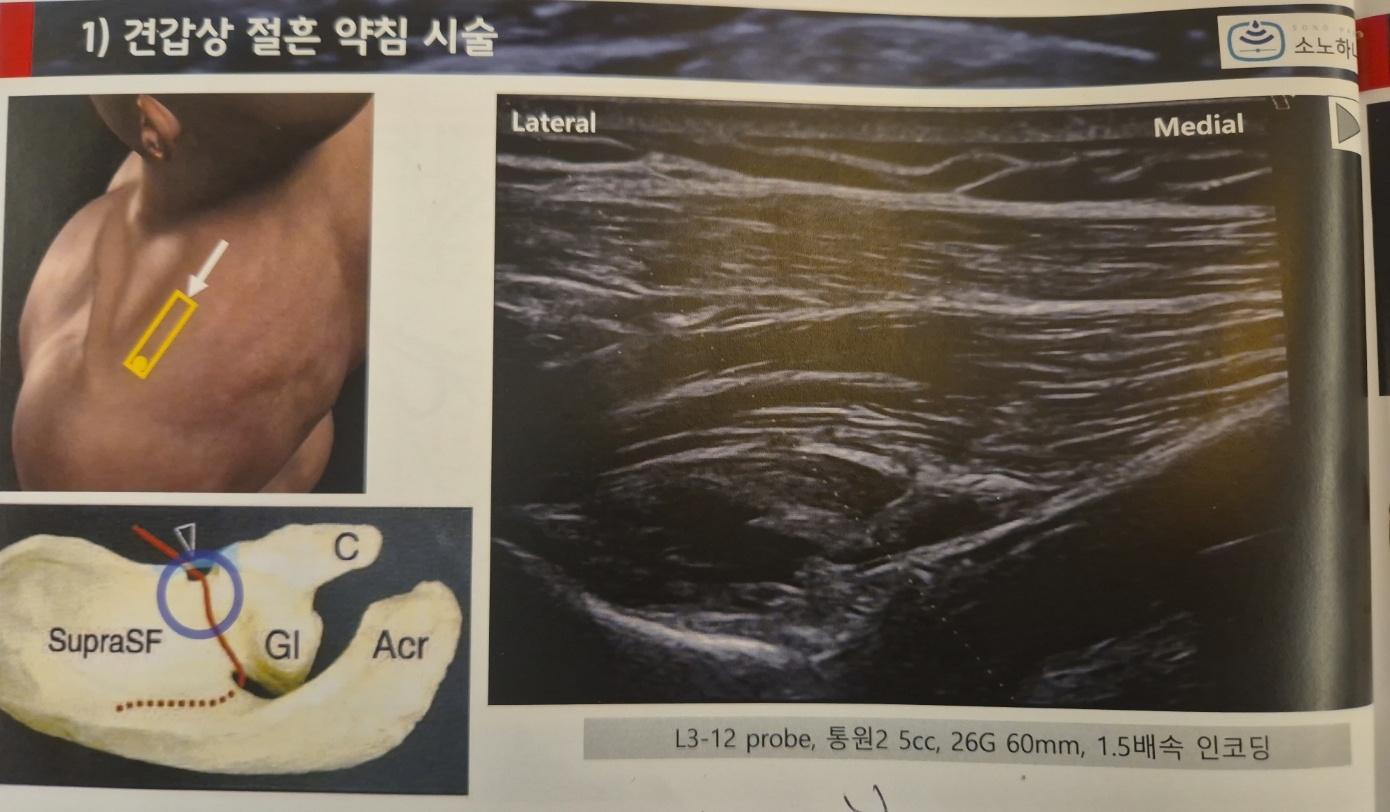 1) 견갑상 절흔 약침 시술
소노하
Lateral
Medial
C
SupraSF
Gl
Acr
L3-12 probe, 통원2 5cc, 26G 60mm, 1.5배속 인코딩